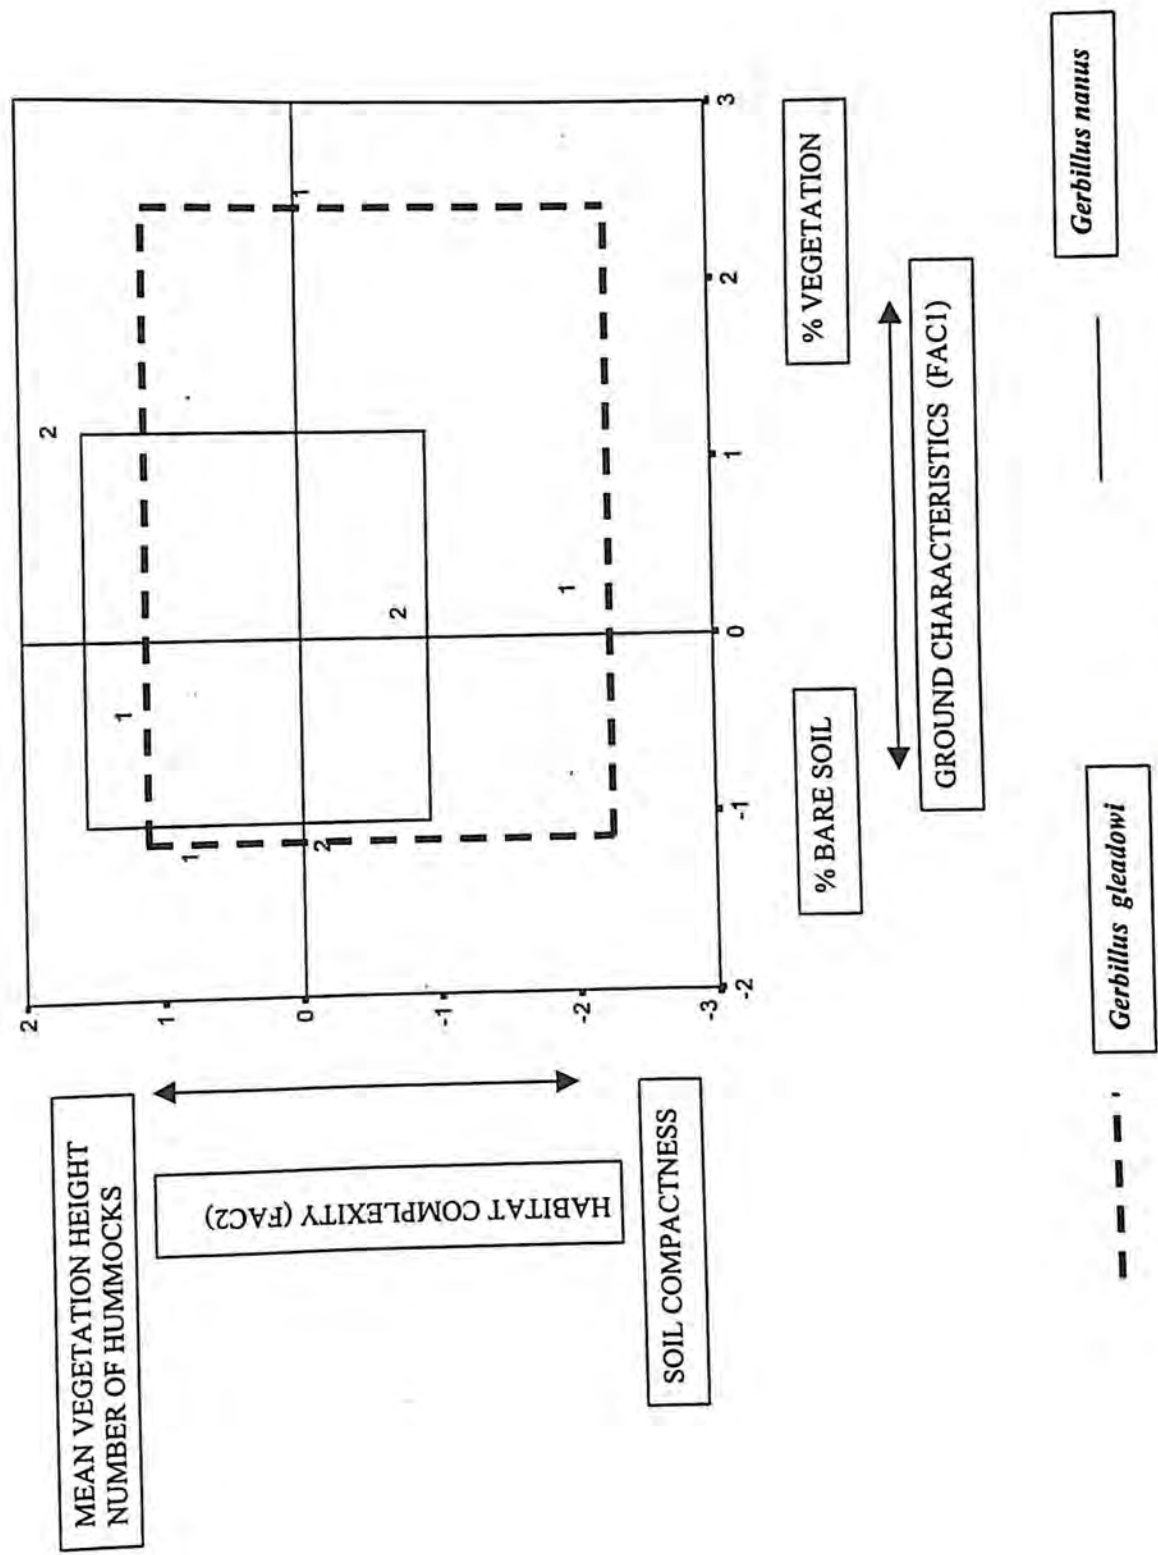 MEAN VEGETATION HEIGHT
NUMBER OF HUMMOCKS
HABITAT COMPLEXITY (FAC2)
SOIL COMPACTNESS
2
1
0
-1
-2
-3
2
1
1
1
2
2
1
1
-2
-1
0
1
2
3
% BARE SOIL
% VEGETATION
GROUND CHARACTERISTICS (FAC1)
Gerbillus gleadowi
Gerbillus nanus